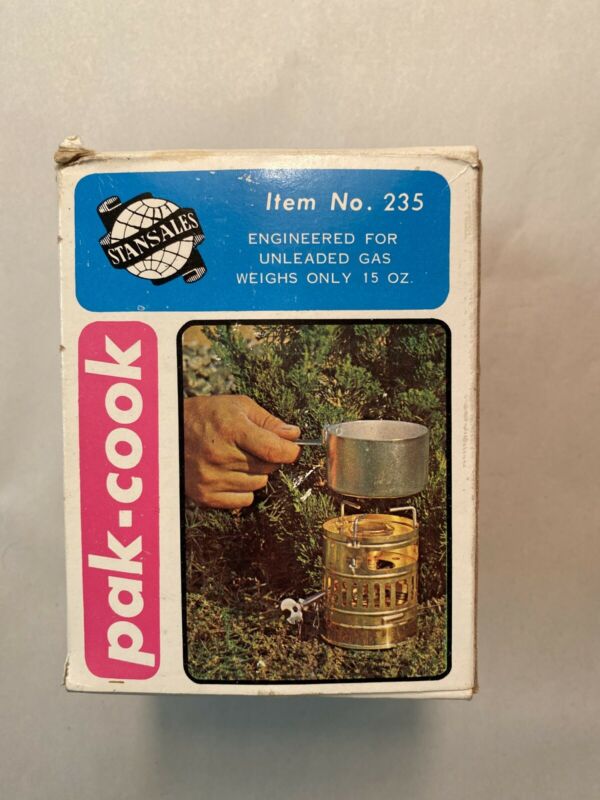 STANSALES
Item No. 235
ENGINEERED FOR
UNLEADED GAS
WEIGHS ONLY 15 OZ.
pak-cook